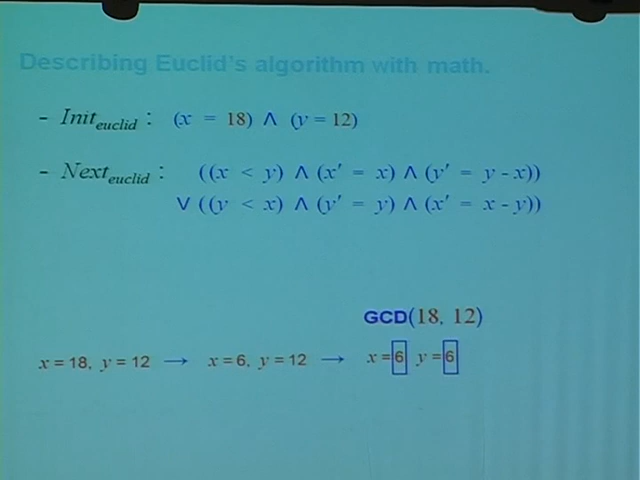 Describing Euclid's algorithm with math.
- Init_euclid : (x = 18) ∧ (y = 12)
- Next_euclid : ((x < y) ∧ (x′ = x) ∧ (y′ = y - x))
∨ ((y < x) ∧ (y′ = y) ∧ (x′ = x - y))
GCD(18, 12)
x = 18, y = 12 → x = 6, y = 12 → x = 6 y = 6